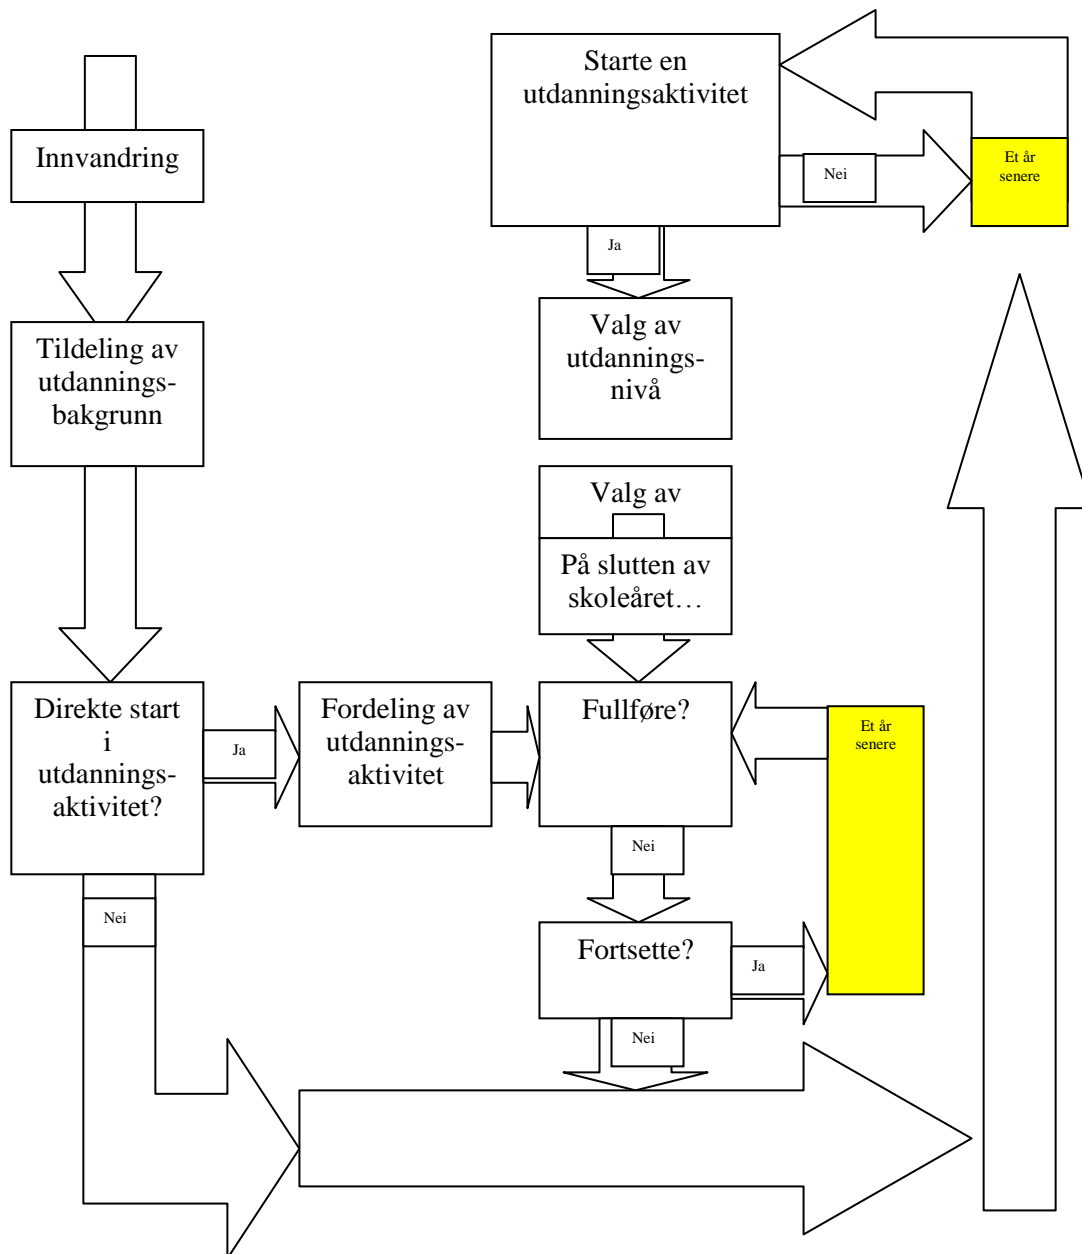 Innvandring
Tildeling av
utdannings-
bakgrunn
Direkte start
i
utdannings-
aktivitet?
Ja
Nei
Fordeling av
utdannings-
aktivitet
Starte en
utdanningsaktivitet
Nei
Et år
senere
Ja
Valg av
utdannings-
nivå
Valg av
På slutten av
skoleåret…
Fullføre?
Et år
senere
Nei
Fortsette?
Ja
Nei